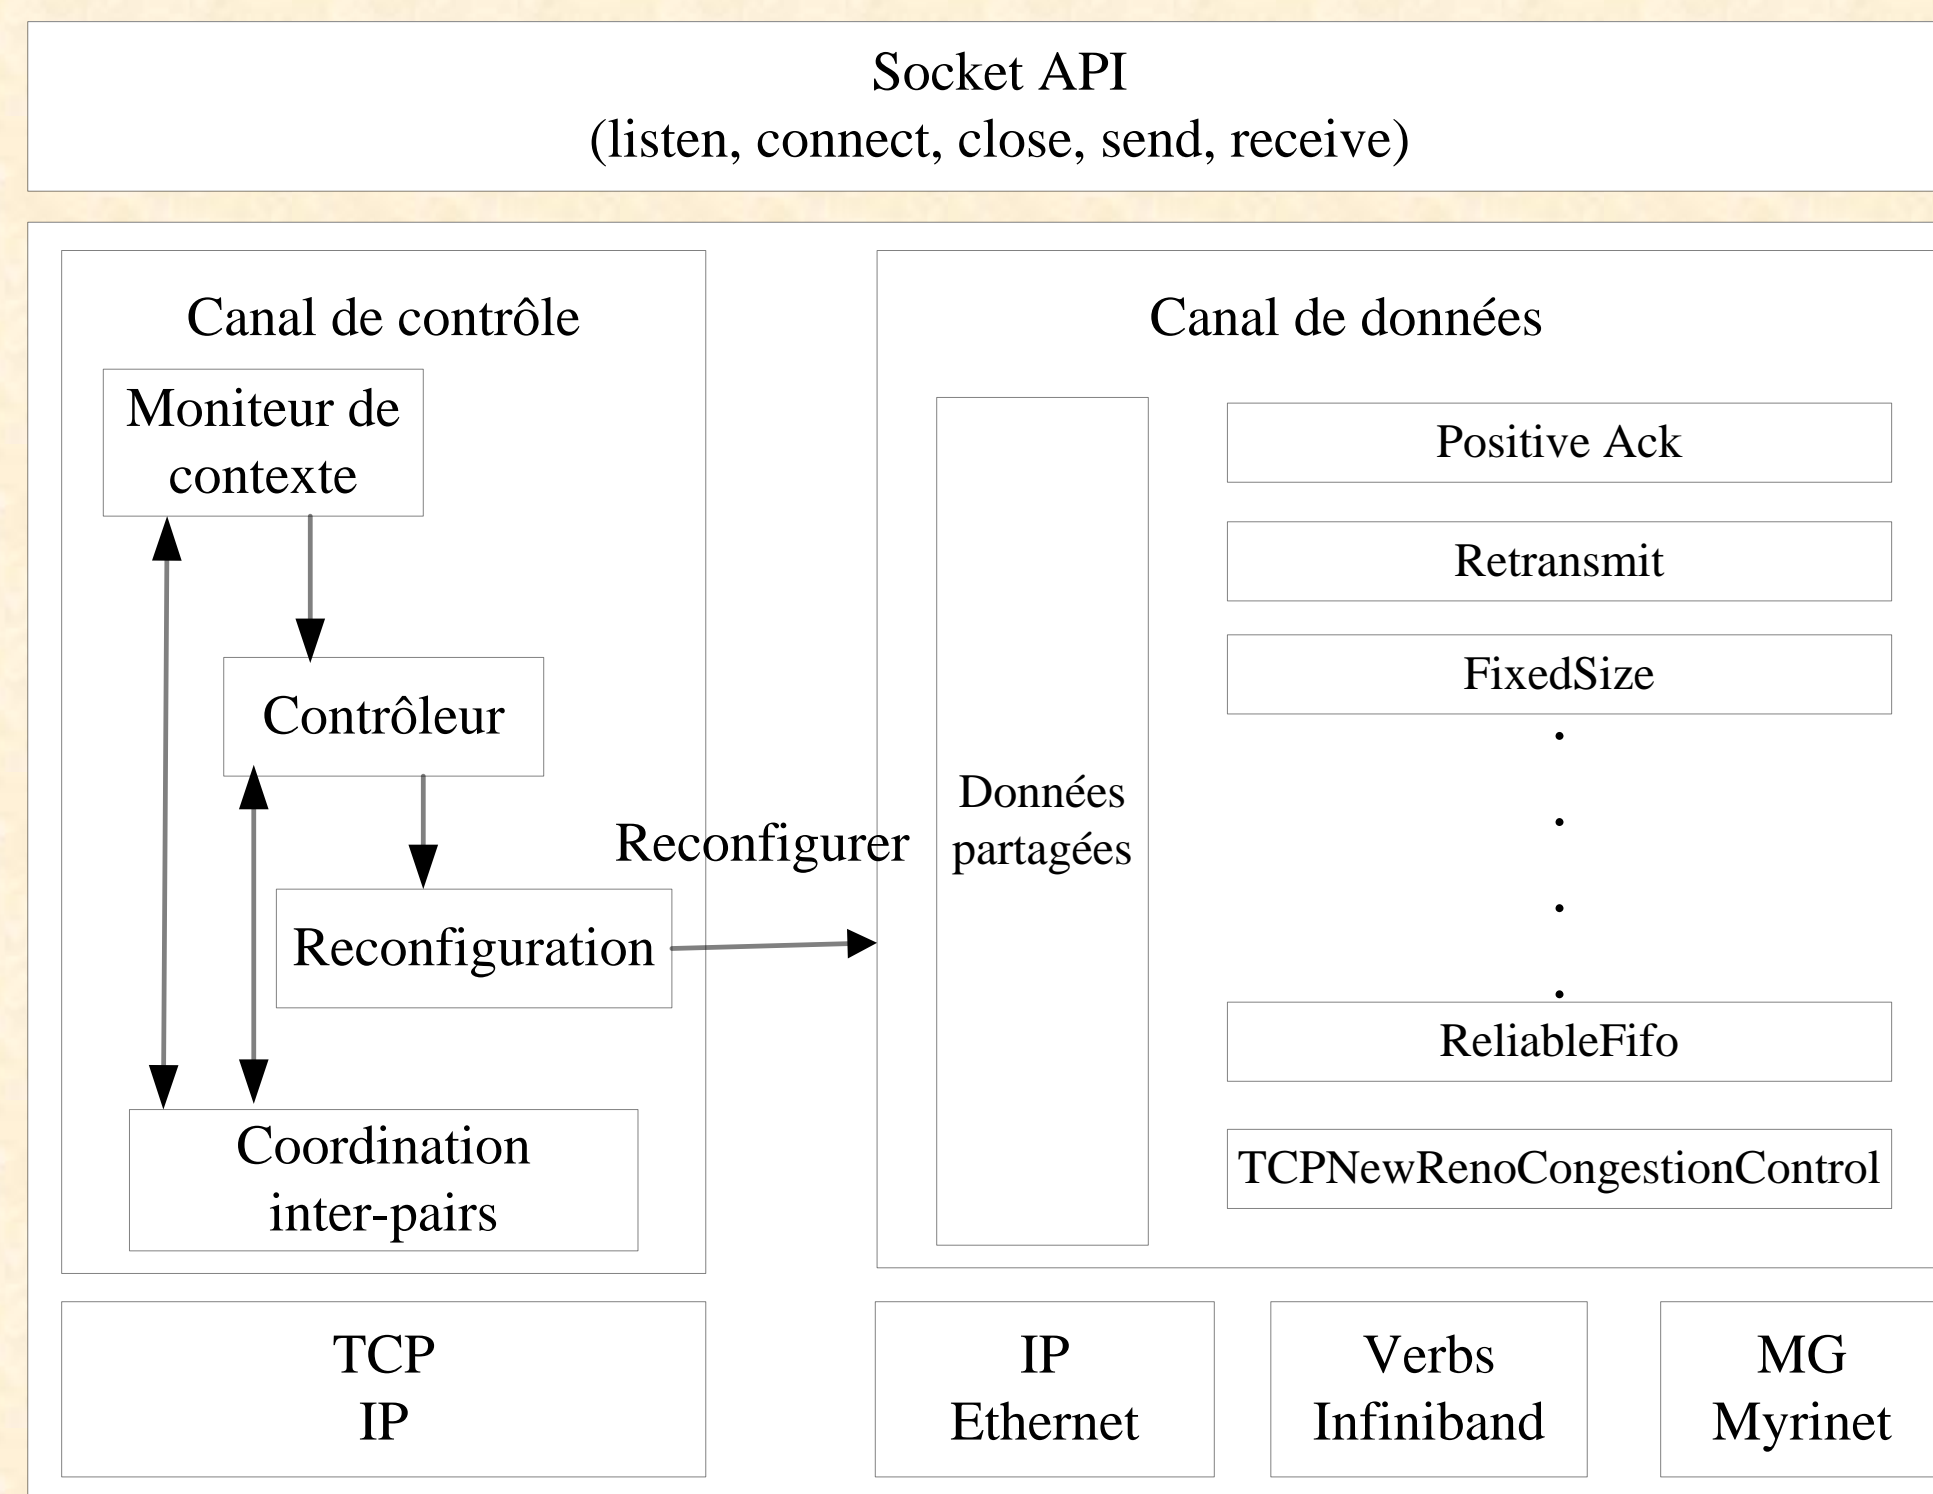 Socket API
(listen, connect, close, send, receive)
Canal de contrôle
Moniteur de
contexte
Contrôleur
Reconfiguration
Coordination
inter-pairs
Reconfigurer
Canal de données
Données
partagées
Positive Ack
Retransmit
FixedSize
.
.
.
.
ReliableFifo
TCPNewRenoCongestionControl
TCP
IP
IP
Ethernet
Verbs
Infiniband
MG
Myrinet